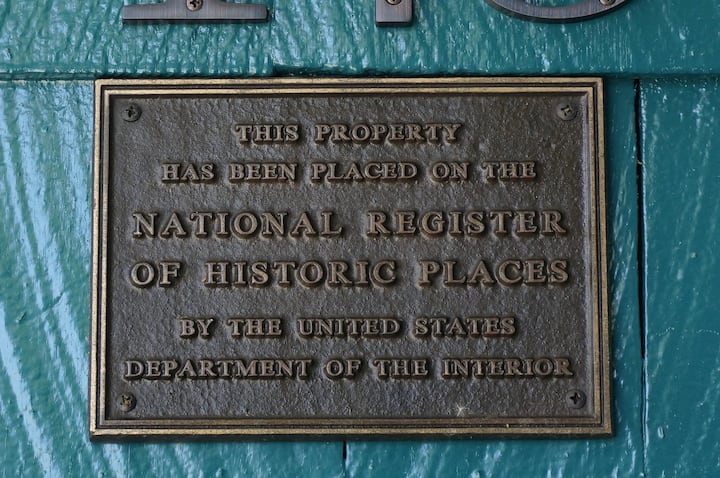 THIS PROPERTY
HAS BEEN PLACED ON THE
NATIONAL REGISTER
OF HISTORIC PLACES
BY THE UNITED STATES
DEPARTMENT OF THE INTERIOR